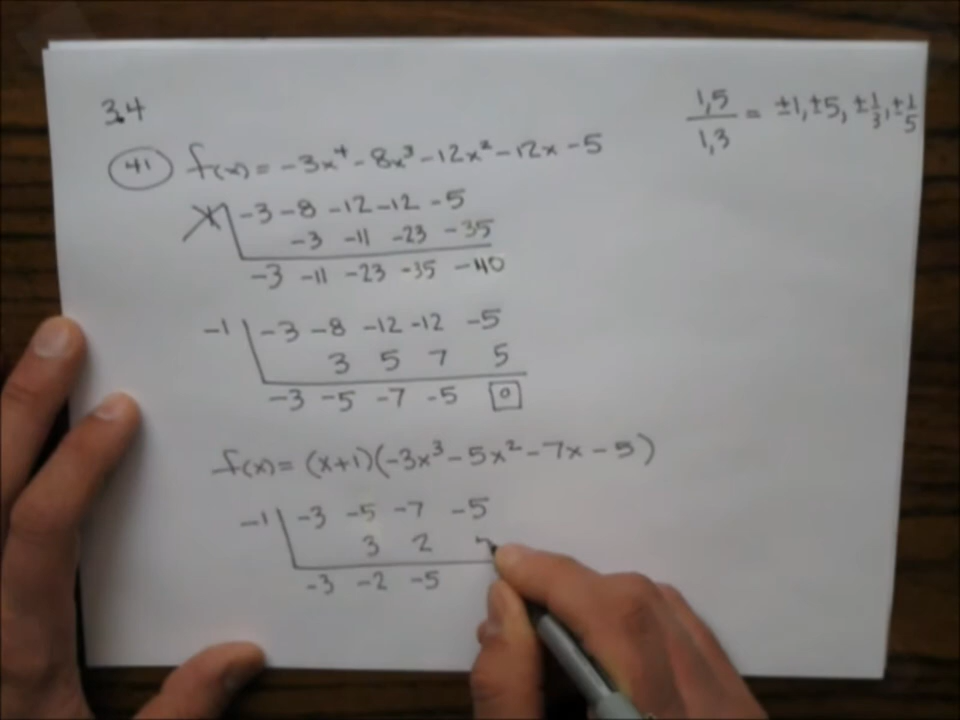 3.4
1,5
1,3 = ±1, ±5, ±1/3, ±1/5
41 f(x) = -3x⁴ - 8x³ - 12x² - 12x - 5
-3 -8 -12 -12 -5
-3 -11 -23 -35
-3 -11 -23 -35 -40
-1 -3 -8 -12 -12 -5
3 5 7 5
-3 -5 -7 -5 0
f(x) = (x+1)(-3x³ - 5x² - 7x - 5)
-1 -3 -5 -7 -5
3 2
-3 -2 -5